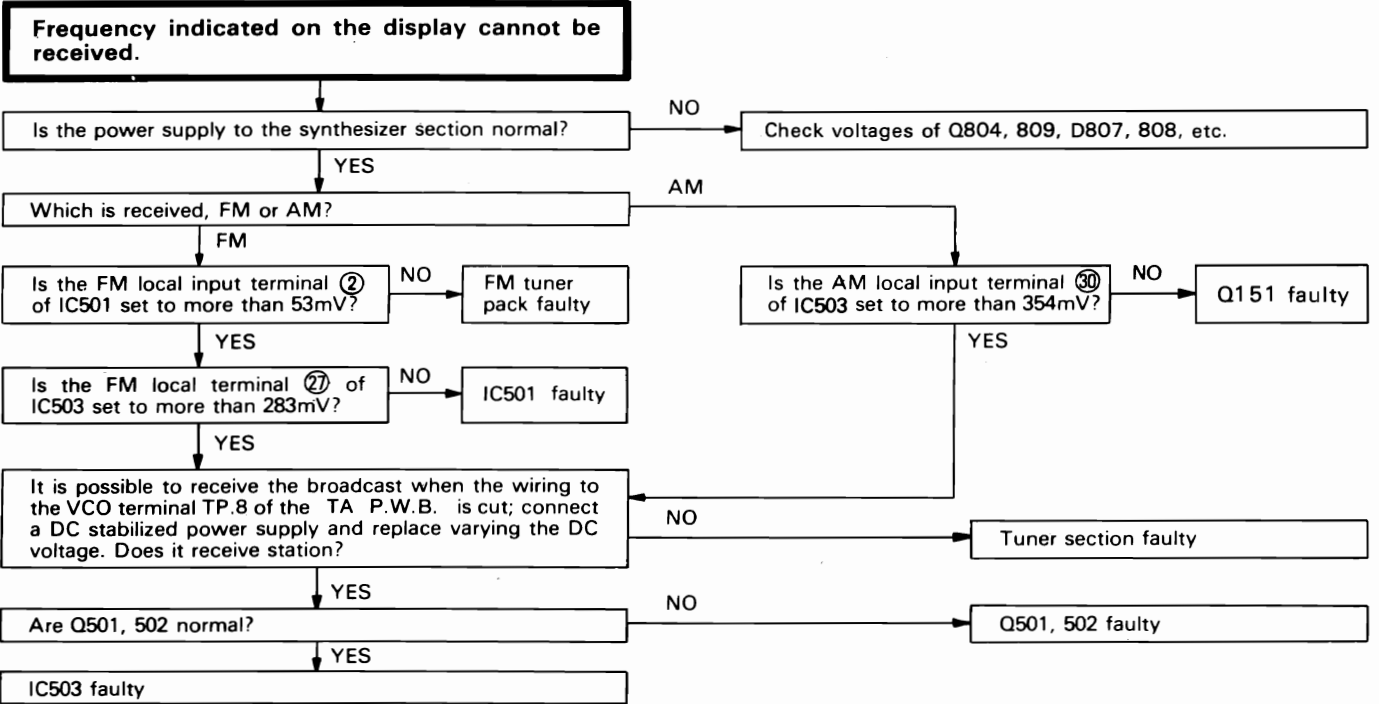 Frequency indicated on the display cannot be
received.
NO
Is the power supply to the synthesizer section normal?
Check voltages of Q804, 809, D807, 808, etc.
YES
AM
Which is received, FM or AM?
FM
Is the FM local input terminal ②
of IC501 set to more than 53mV?
NO
FM tuner
pack faulty
Is the AM local input terminal ㉚
of IC503 set to more than 354mV?
NO
Q151 faulty
YES
YES
Is the FM local terminal ㉗ of
IC503 set to more than 283mV?
NO
IC501 faulty
YES
It is possible to receive the broadcast when the wiring to
the VCO terminal TP.8 of the TA P.W.B. is cut; connect
a DC stabilized power supply and replace varying the DC
voltage. Does it receive station?
NO
Tuner section faulty
YES
NO
Are Q501, 502 normal?
Q501, 502 faulty
YES
IC503 faulty